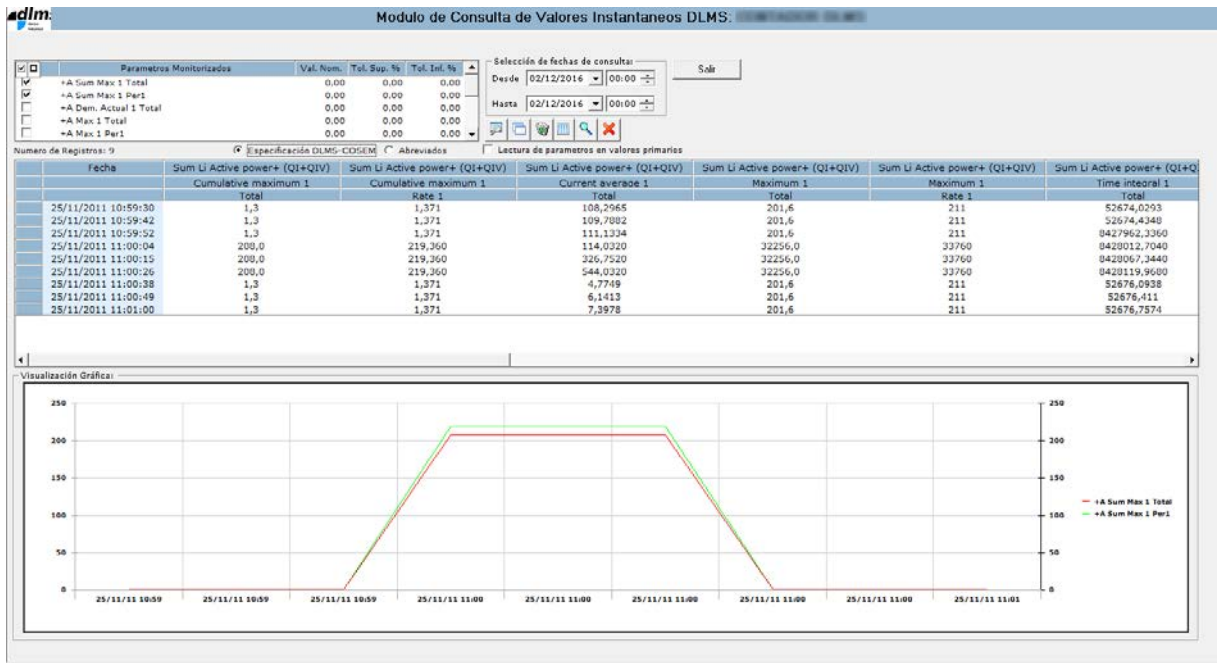 dlms
Modulo de Consulta de Valores Instantaneos DLMS:
Parametros Monitorizados Val. Nom. Tol. Sup. % Tol. Inf. %
+A Sum Max 1 Total 0,00 0,00 0,00
+A Sum Max 1 Per1 0,00 0,00 0,00
+A Dem. Actual 1 Total 0,00 0,00 0,00
+A Max 1 Total 0,00 0,00 0,00
+A Max 1 Per1 0,00 0,00 0,00
Selección de fechas de consulta:
Desde 02/12/2016 00:00
Hasta 02/12/2016 00:00
Salir
Numero de Registros: 9 Especificación DLMS-COSEM Abreviados Lectura de parametros en valores primarios
Fecha Sum Li Active power+ (QI+QIV) Sum Li Active power+ (QI+QIV) Sum Li Active power+ (QI+QIV) Sum Li Active power+ (QI+QIV) Sum Li Active power+ (QI+QIV) Sum Li Active power+ (QI+Q
Cumulative maximum 1 Cumulative maximum 1 Current average 1 Maximum 1 Maximum 1 Time integral 1
Total Rate 1 Total Total Rate 1 Total
25/11/2011 10:59:30 1,3 1,371 108,2965 201,6 211 52674,0293
25/11/2011 10:59:42 1,3 1,371 109,7882 201,6 211 52674,4348
25/11/2011 10:59:52 1,3 1,371 111,1334 201,6 211 8427962,3360
25/11/2011 11:00:04 208,0 219,360 114,0320 32256,0 33760 8428012,7040
25/11/2011 11:00:15 208,0 219,360 326,7520 32256,0 33760 8428067,3440
25/11/2011 11:00:26 208,0 219,360 544,0320 32256,0 33760 8428119,9680
25/11/2011 11:00:38 1,3 1,371 4,7749 201,6 211 52676,0938
25/11/2011 11:00:49 1,3 1,371 6,1413 201,6 211 52676,411
25/11/2011 11:01:00 1,3 1,371 7,3978 201,6 211 52676,7574
Visualización Gráfica:
250 250
200 200
150 150
+A Sum Max 1 Total
100 100 +A Sum Max 1 Per1
50 50
0 0
25/11/11 10:59 25/11/11 10:59 25/11/11 10:59 25/11/11 11:00 25/11/11 11:00 25/11/11 11:00 25/11/11 11:00 25/11/11 11:00 25/11/11 11:01